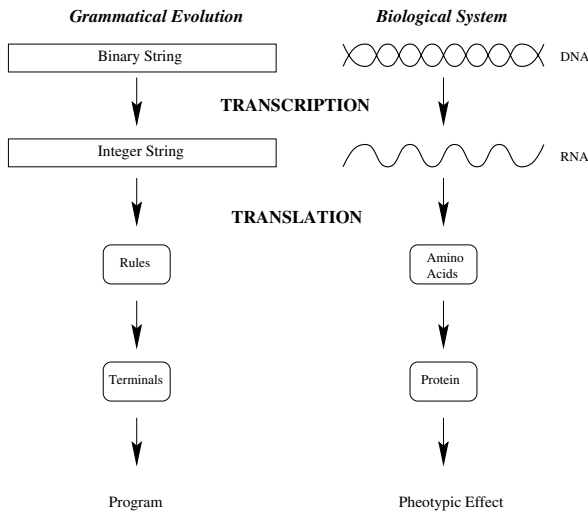 Grammatical Evolution
Biological System
Binary String
DNA
TRANSCRIPTION
Integer String
RNA
TRANSLATION
Rules
Amino
Acids
Terminals
Protein
Program
Pheotypic Effect